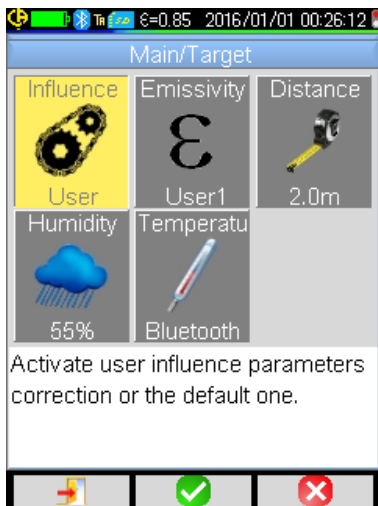 ε=0.85 2016/01/01 00:26:12
Main/Target
Influence Emissivity Distance
ε
User User1 2.0m
Humidity Temperatu
55% Bluetooth
Activate user influence parameters
correction or the default one.